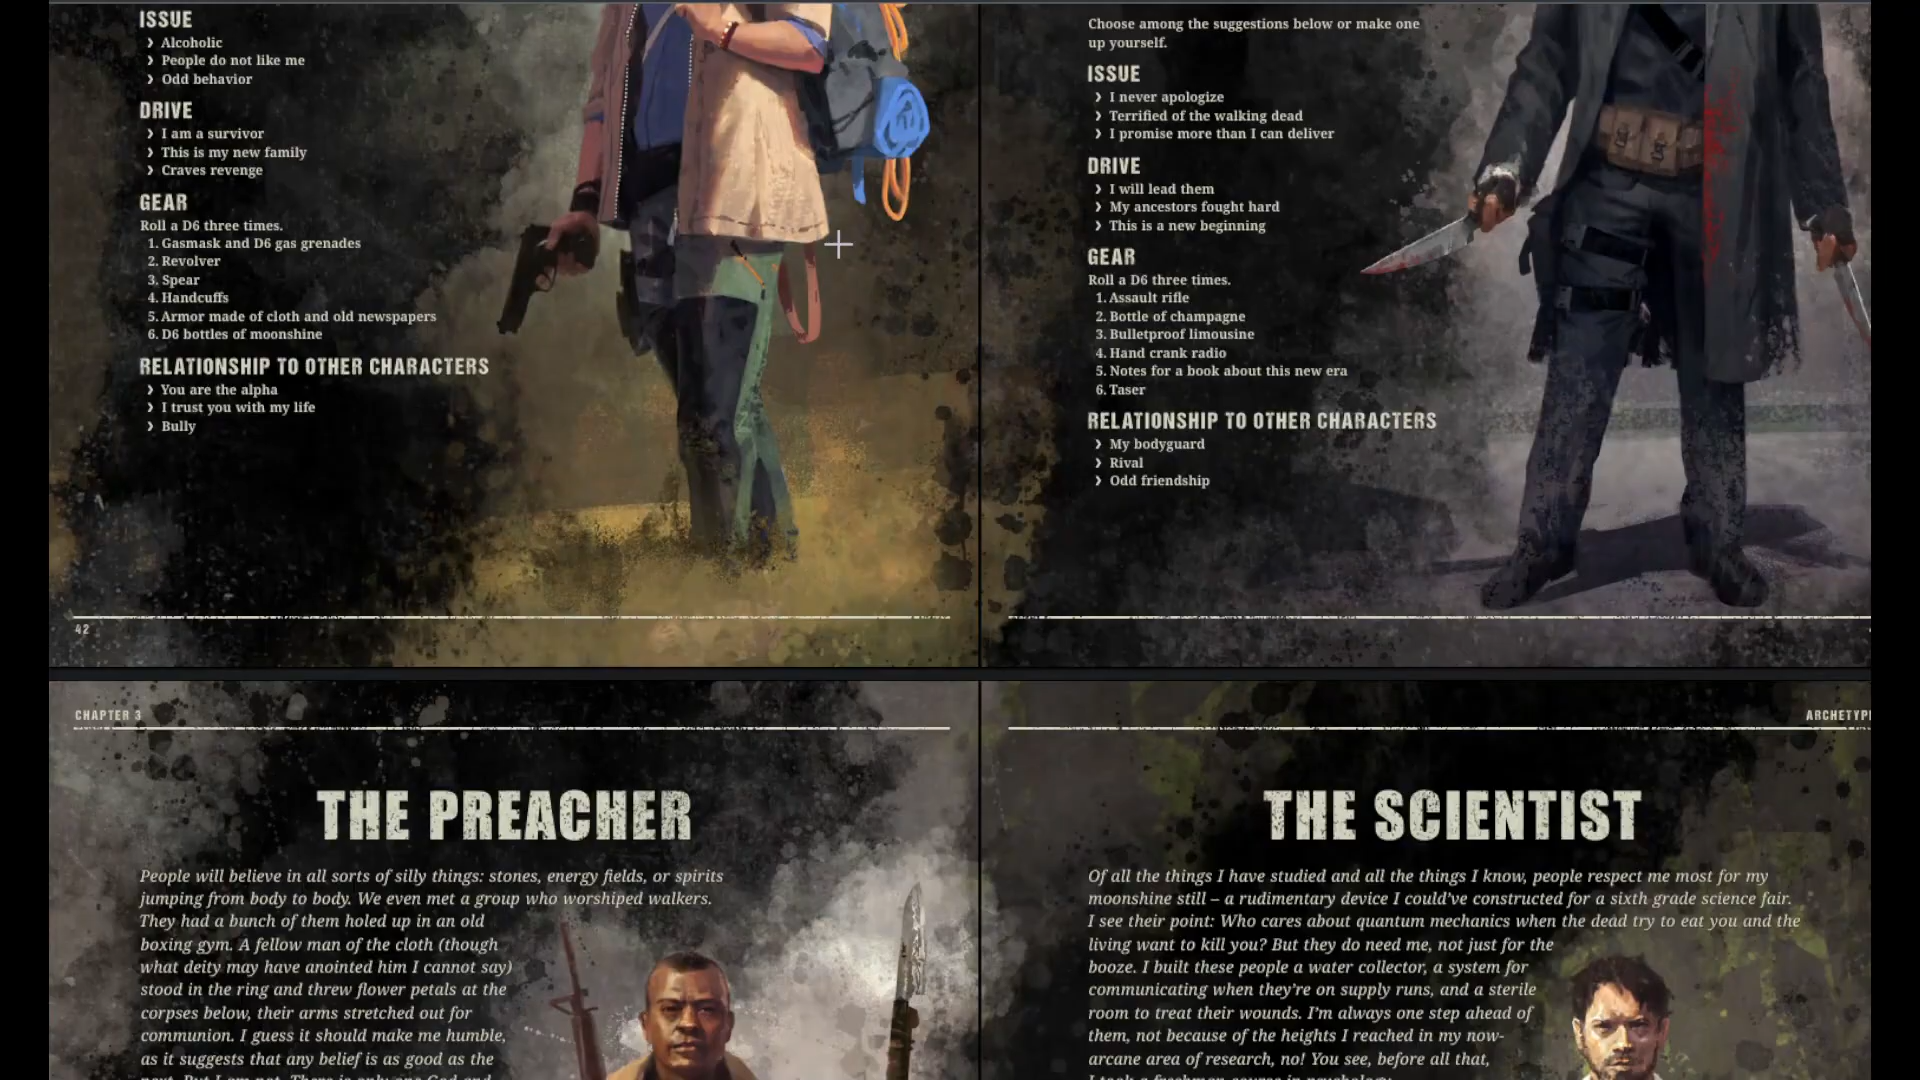 ISSUE
❯ Alcoholic
❯ People do not like me
❯ Odd behavior
DRIVE
❯ I am a survivor
❯ This is my new family
❯ Craves revenge
GEAR
Roll a D6 three times.
1. Gasmask and D6 gas grenades
2. Revolver
3. Spear
4. Handcuffs
5. Armor made of cloth and old newspapers
6. D6 bottles of moonshine
RELATIONSHIP TO OTHER CHARACTERS
❯ You are the alpha
❯ I trust you with my life
❯ Bully
42
Choose among the suggestions below or make one
up yourself.
ISSUE
❯ I never apologize
❯ Terrified of the walking dead
❯ I promise more than I can deliver
DRIVE
❯ I will lead them
❯ My ancestors fought hard
❯ This is a new beginning
GEAR
Roll a D6 three times.
1. Assault rifle
2. Bottle of champagne
3. Bulletproof limousine
4. Hand crank radio
5. Notes for a book about this new era
6. Taser
RELATIONSHIP TO OTHER CHARACTERS
❯ My bodyguard
❯ Rival
❯ Odd friendship
CHAPTER 3
THE PREACHER
People will believe in all sorts of silly things: stones, energy fields, or spirits
jumping from body to body. We even met a group who worshiped walkers.
They had a bunch of them holed up in an old
boxing gym. A fellow man of the cloth (though
what deity may have anointed him I cannot say)
stood in the ring and threw flower petals at the
corpses below, their arms stretched out for
communion. I guess it should make me humble,
as it suggests that any belief is as good as the
ARCHETYP
THE SCIENTIST
Of all the things I have studied and all the things I know, people respect me most for my
moonshine still – a rudimentary device I could've constructed for a sixth grade science fair.
I see their point: Who cares about quantum mechanics when the dead try to eat you and the
living want to kill you? But they do need me, not just for the
booze. I built these people a water collector, a system for
communicating when they're on supply runs, and a sterile
room to treat their wounds. I'm always one step ahead of
them, not because of the heights I reached in my now-
arcane area of research, no! You see, before all that,